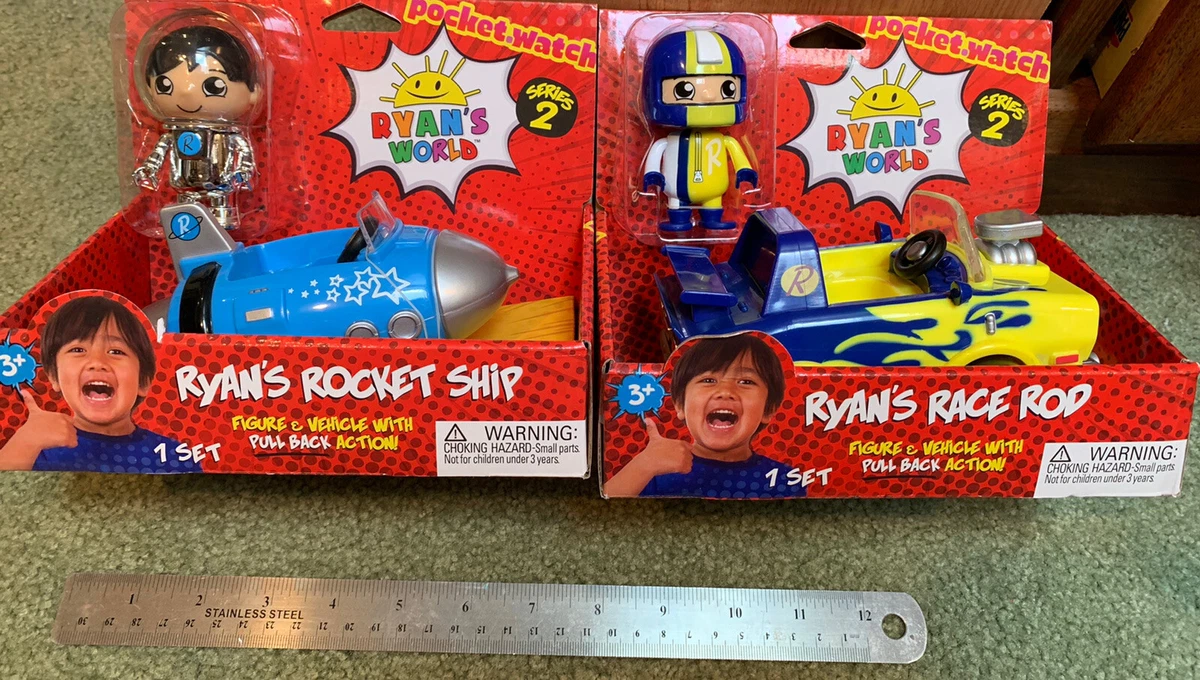 pocket.watch
SERIES
2
RYAN'S
WORLD™
R
R
3+
RYAN'S ROCKET SHIP
FIGURE & VEHICLE WITH
PULL BACK ACTION!
1 SET
WARNING:
CHOKING HAZARD-Small parts.
Not for children under 3 years.
pocket.watch
SERIES
2
RYAN'S
WORLD™
R
R
3+
RYAN'S RACE ROD
FIGURE & VEHICLE WITH
PULL BACK ACTION!
1 SET
WARNING:
CHOKING HAZARD-Small parts
Not for children under 3 years.
1 2 3 4 5 6 7 8 9 10 11 12
STAINLESS STEEL